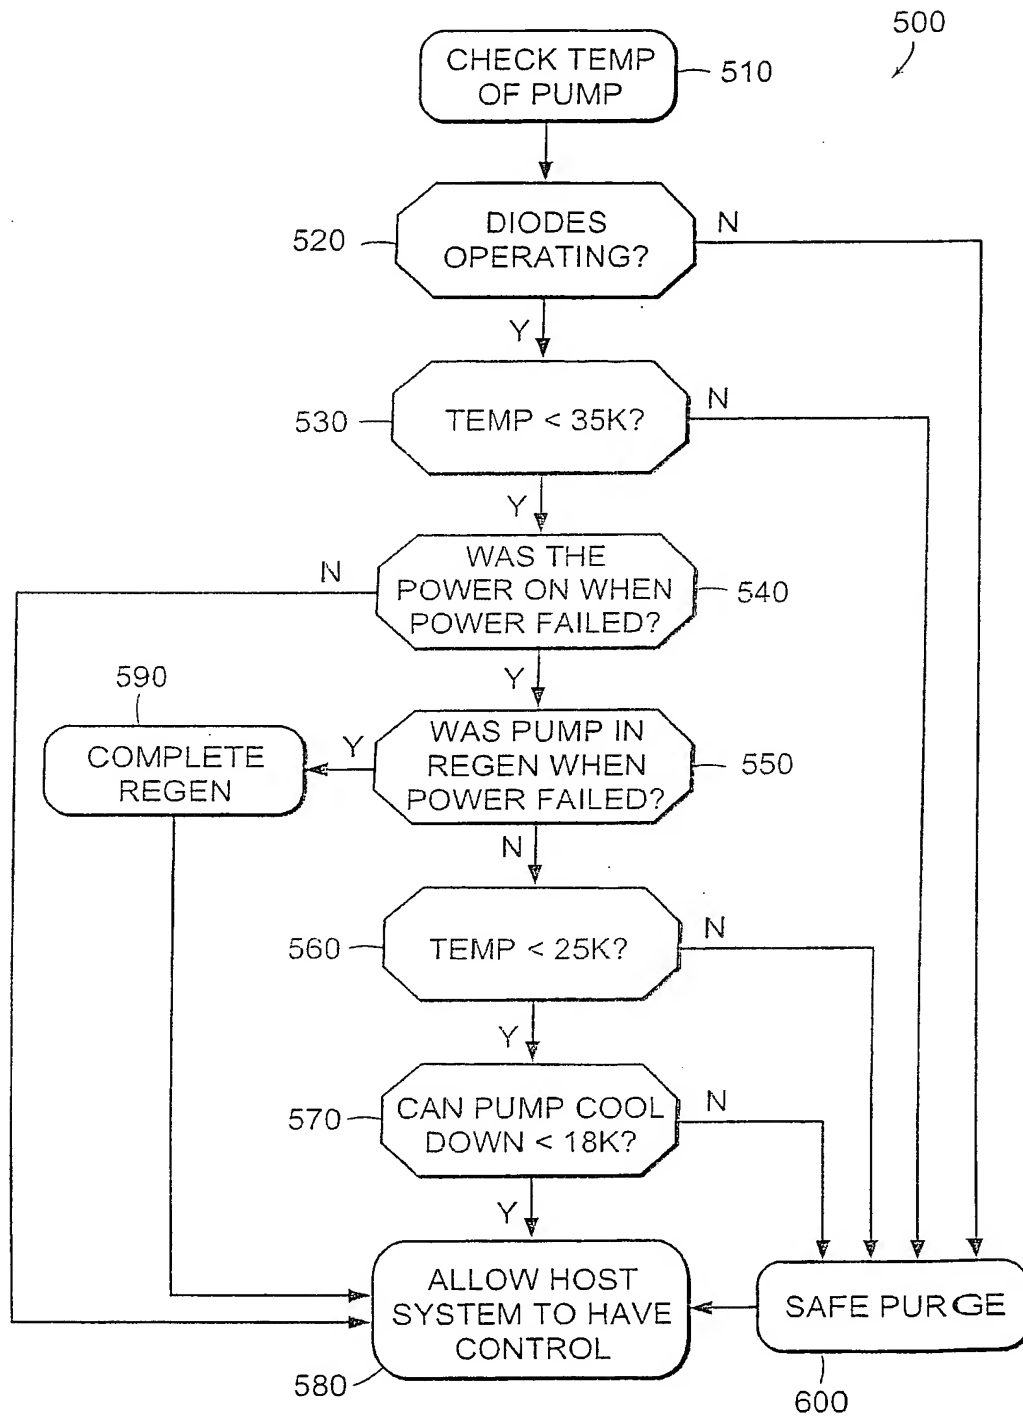 500
CHECK TEMP
OF PUMP
510
DIODES
OPERATING?
520
N
Y
TEMP < 35K?
530
N
Y
WAS THE
POWER ON WHEN
POWER FAILED?
540
N
Y
590
COMPLETE
REGEN
Y
WAS PUMP IN
REGEN WHEN
POWER FAILED?
550
N
TEMP < 25K?
560
N
Y
CAN PUMP COOL
DOWN < 18K?
570
N
Y
ALLOW HOST
SYSTEM TO HAVE
CONTROL
580
SAFE PURGE
600